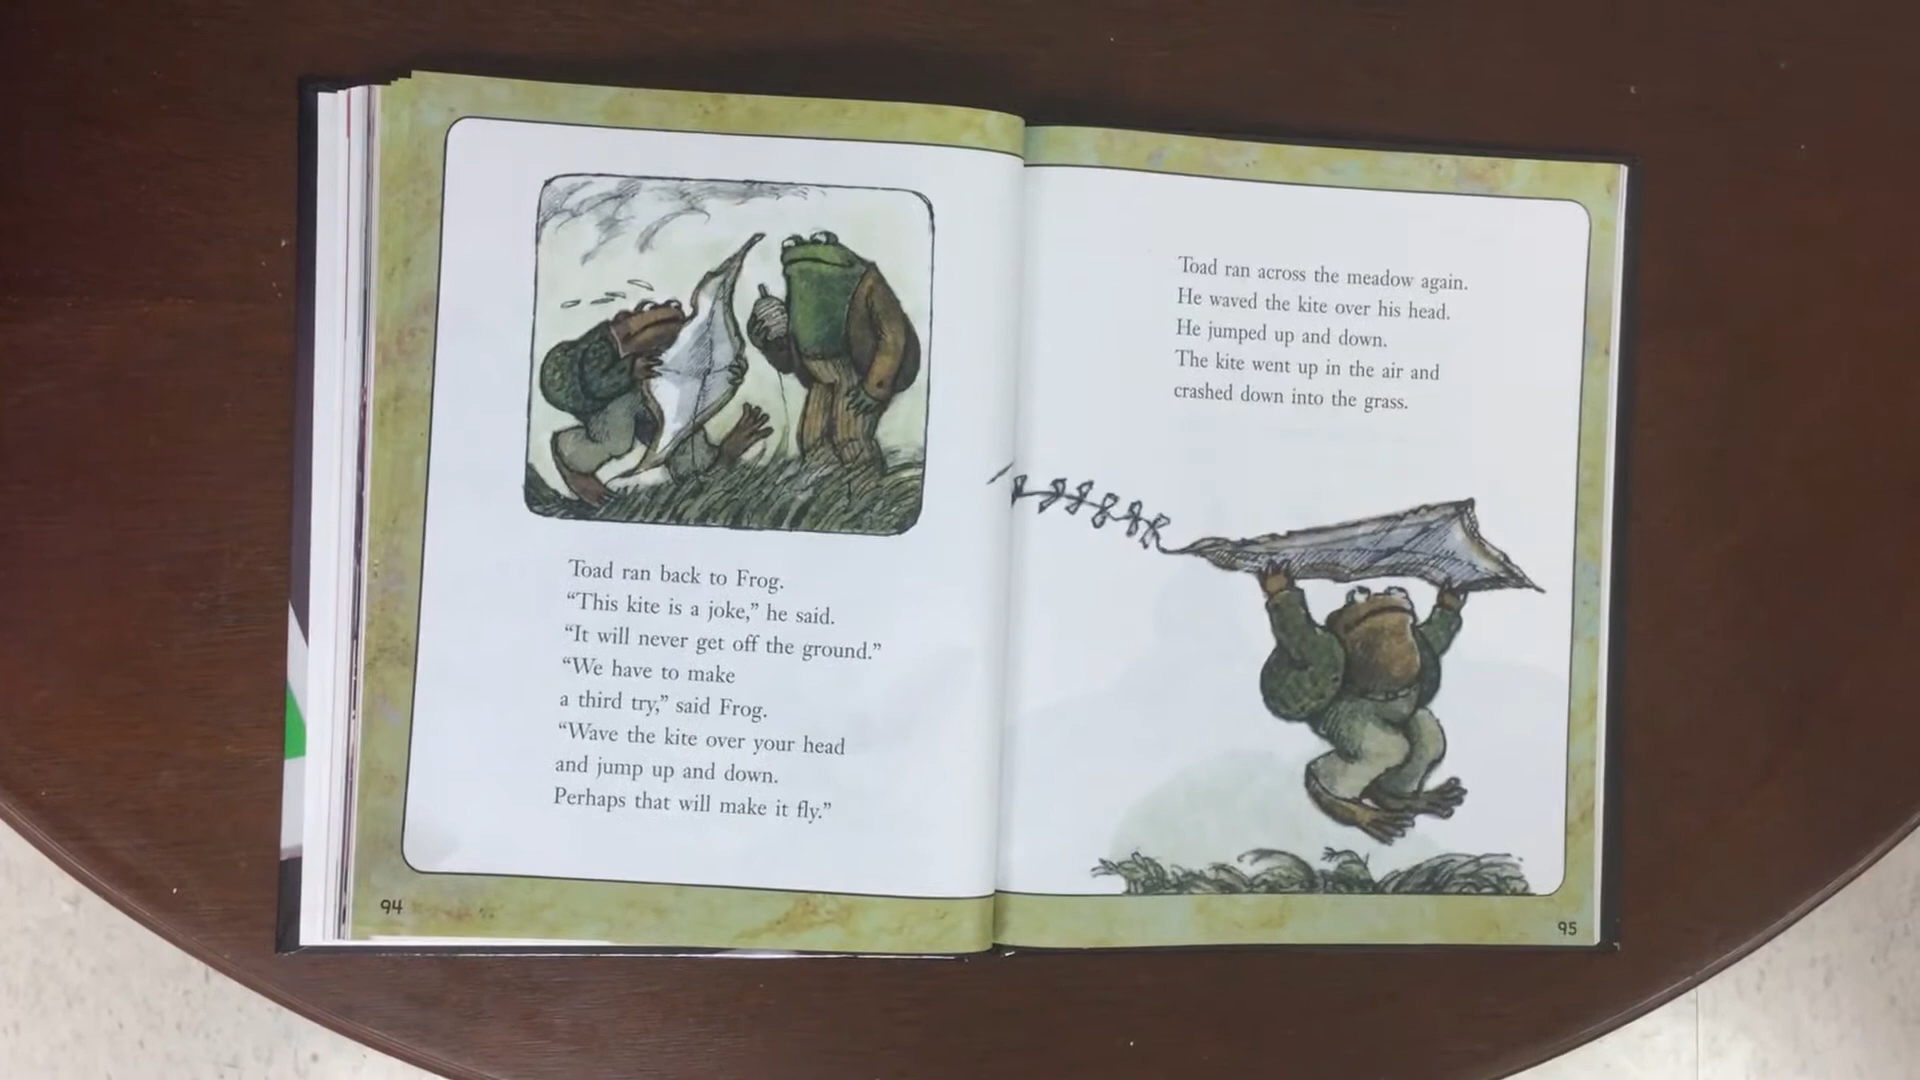 Toad ran back to Frog.
“This kite is a joke,” he said.
“It will never get off the ground.”
“We have to make
a third try,” said Frog.
“Wave the kite over your head
and jump up and down.
Perhaps that will make it fly.”
94
Toad ran across the meadow again.
He waved the kite over his head.
He jumped up and down.
The kite went up in the air and
crashed down into the grass.
95